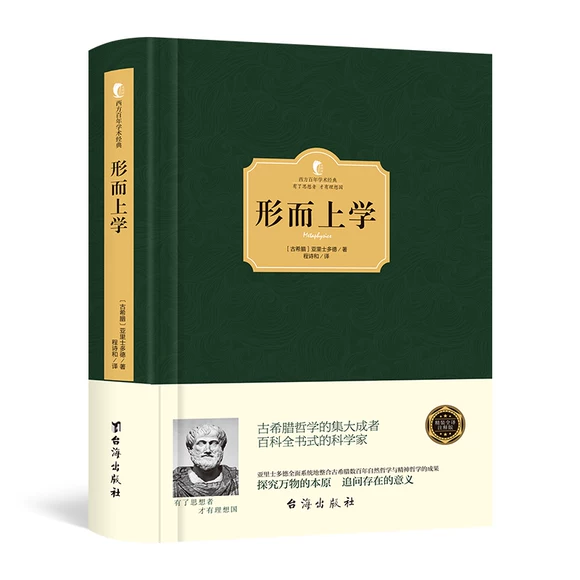 西方百年学术经典
形而上学
[古希腊]亚里士多德/著
程诗和/译
台海出版社
西方百年学术经典
有了思想者 才有理想国
形而上学
Metaphysics
[古希腊]亚里士多德/著
程诗和/译
有了思想者
才有理想国
古希腊哲学的集大成者
百科全书式的科学家
亚里士多德全面系统地整合古希腊数百年自然哲学与精神哲学的成果
探究万物的本原 追问存在的意义
台海出版社
精装全译
注释版